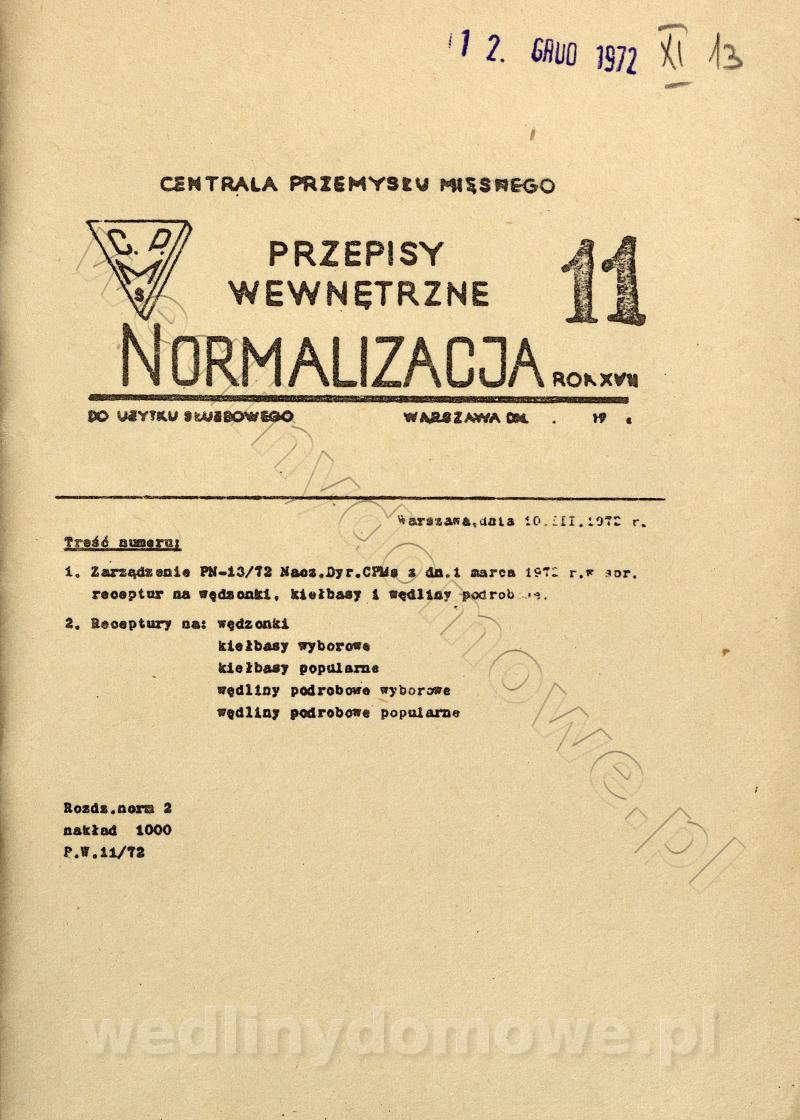 12. GRUD 1972 XI 13
CENTRALA PRZEMYSŁU MIĘSNEGO
C.P.
M
S
PRZEPISY
WEWNĘTRZNE
11
NORMALIZACJA ROK XVII
DO UŻYTKU SŁUŻBOWEGO WARSZAWA DN. . 19
Warszawa,dnia 10.III.1972 r.
Treść numeru:
1. Zarządzenie PN-13/72 Nacz.Dyr.CPMs z dn.1 marca 1972 r.w spr.
receptur na wędzonki, kiełbasy i wędliny
2. Receptury na: wędzonki
kiełbasy wyborowe
kiełbasy popularne
wędliny podrobowe wyborowe
wędliny podrobowe popularne
Rozdz.norm 2
nakład 1000
P.W.11/72
wedlinydomowe.pl
wedlinydomowe.pl